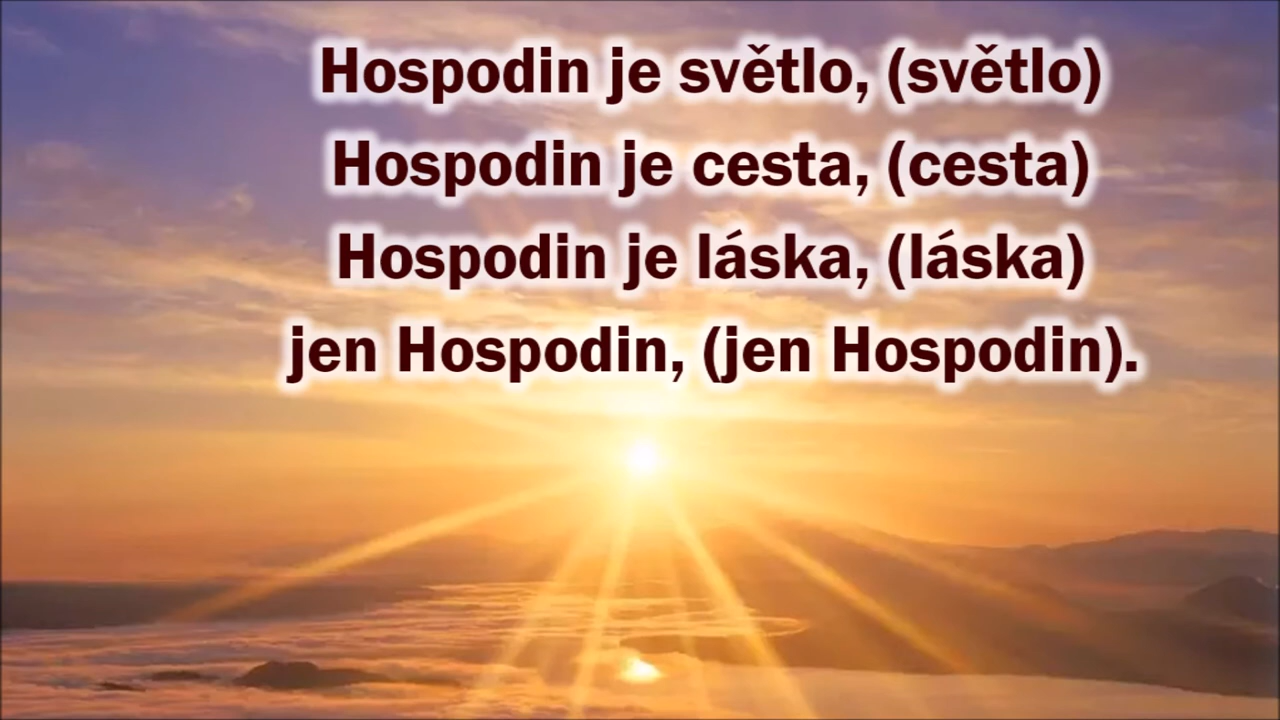 Hospodin je světlo, (světlo)
Hospodin je cesta, (cesta)
Hospodin je láska, (láska)
jen Hospodin, (jen Hospodin).